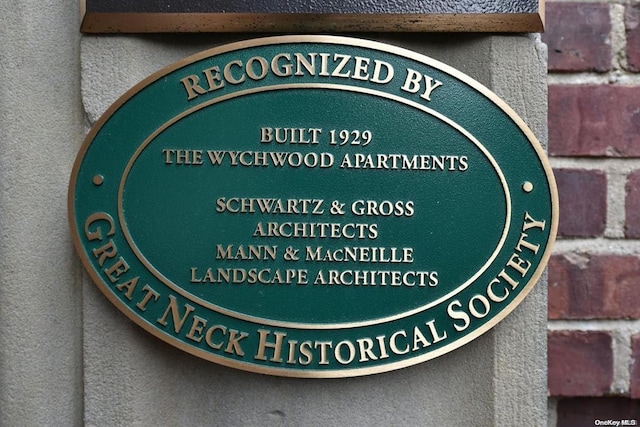 RECOGNIZED BY
BUILT 1929
THE WYCHWOOD APARTMENTS
SCHWARTZ & GROSS
ARCHITECTS
MANN & MACNEILLE
LANDSCAPE ARCHITECTS
GREAT NECK HISTORICAL SOCIETY
OneKey MLS